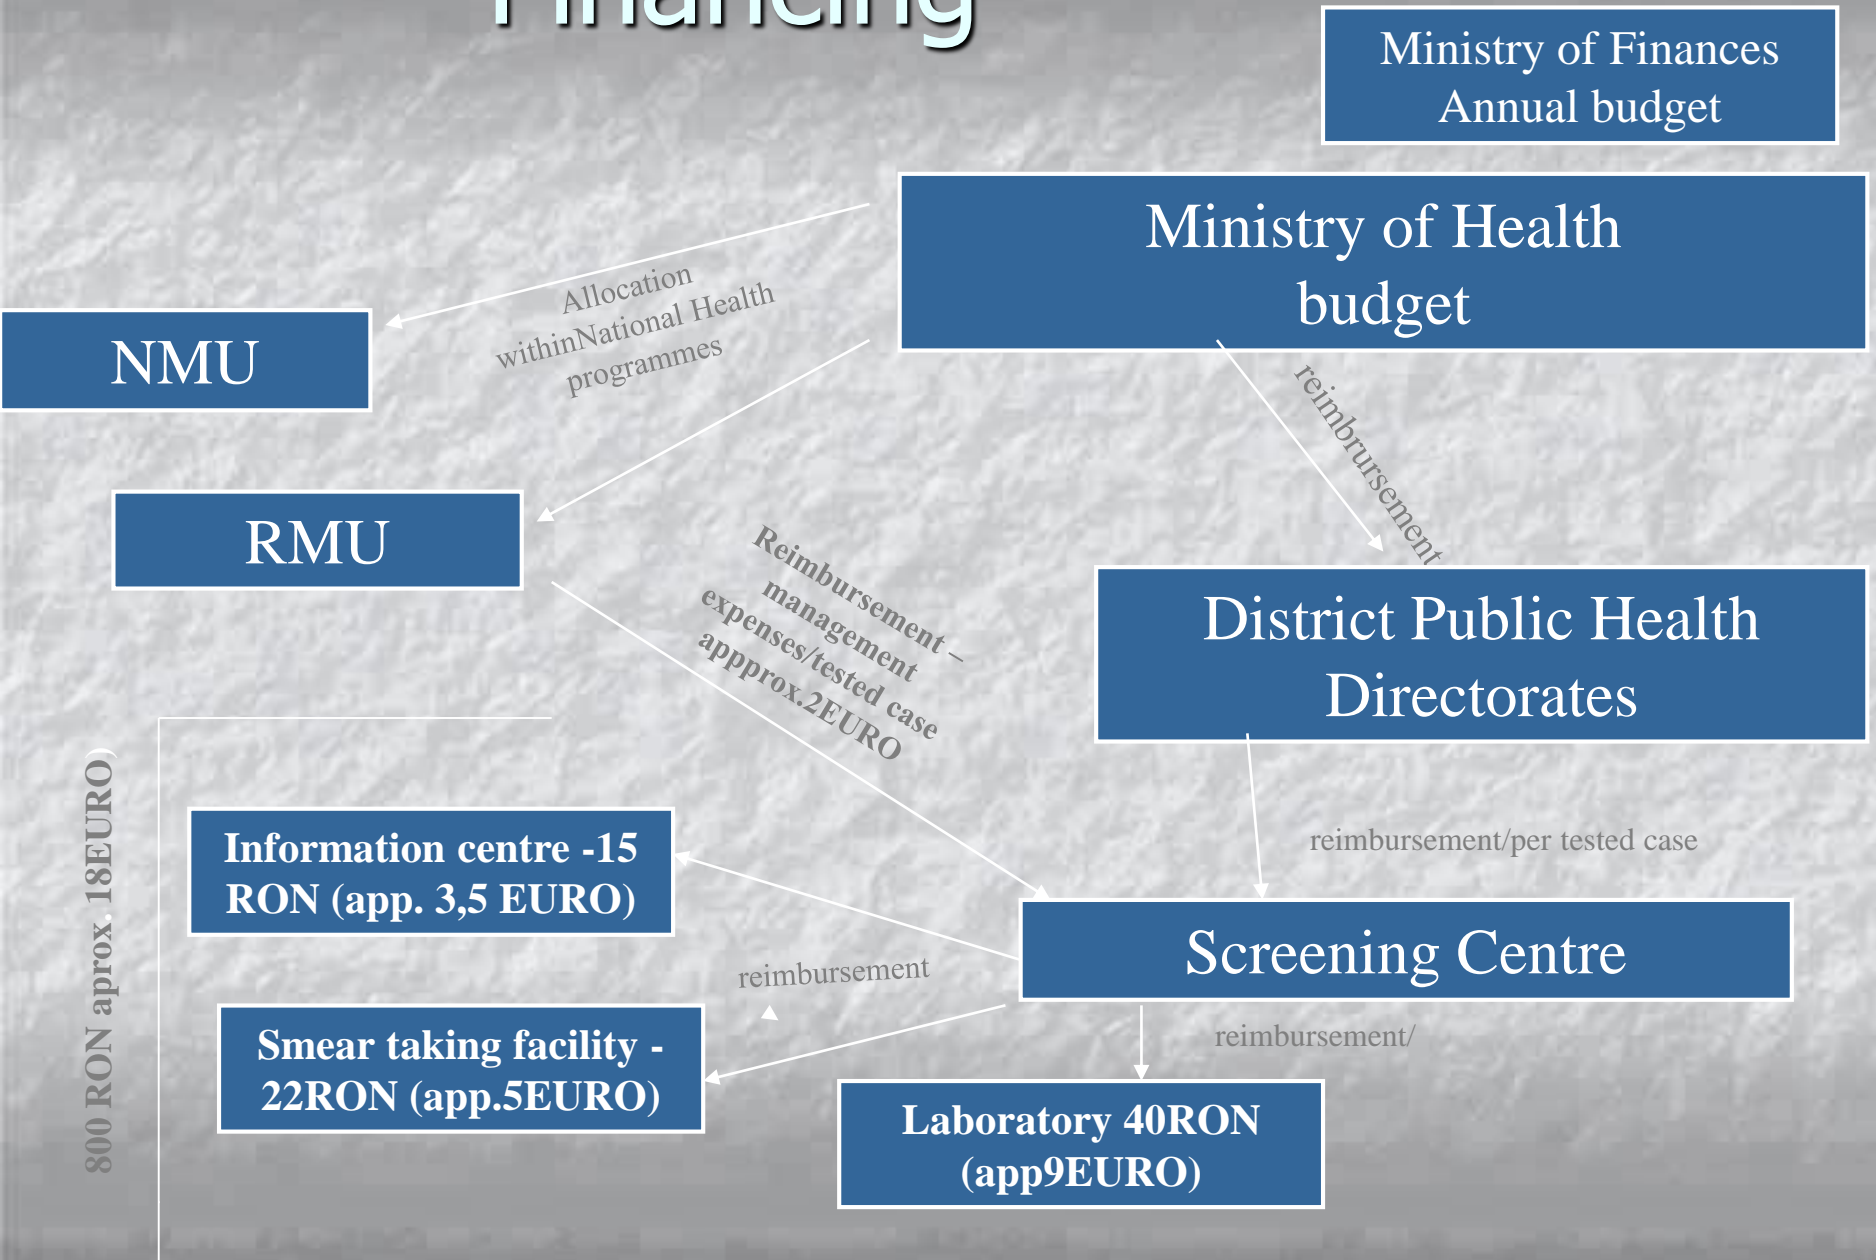 Financing
Ministry of Finances
Annual budget
Ministry of Health
budget
Allocation
withinNational Health
programmes
NMU
reimbrursement
RMU
Reimbursement –
management
expenses/tested case
appprox.2EURO
District Public Health
Directorates
800 RON aprox. 18EURO)
Information centre -15
RON (app. 3,5 EURO)
reimbursement/per tested case
Screening Centre
reimbursement
Smear taking facility -
22RON (app.5EURO)
reimbursement/
Laboratory 40RON
(app9EURO)